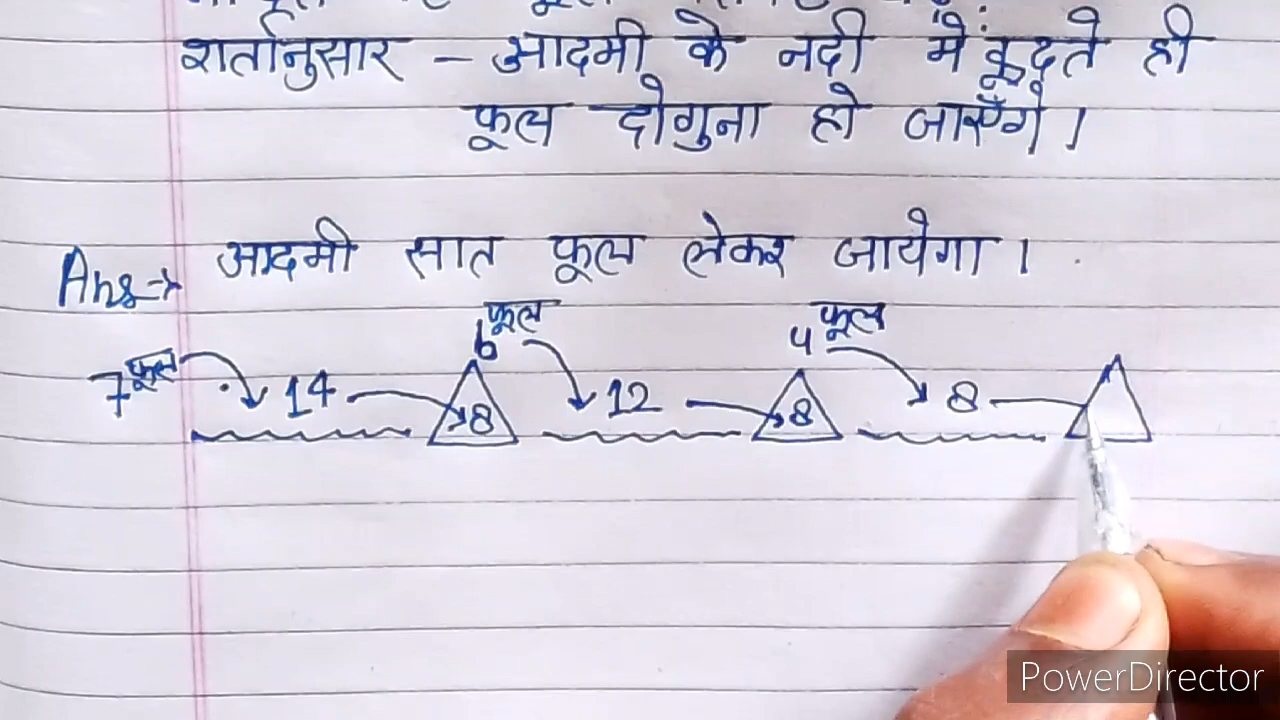 शर्तानुसार – आदमी के नदी में कूदते ही
फूल दोगुना हो जाएँगे।
Ans→ आदमी सात फूल लेकर जायेगा।
7 फूल 14 8 6 फूल 12 8 4 फूल 8
PowerDirector